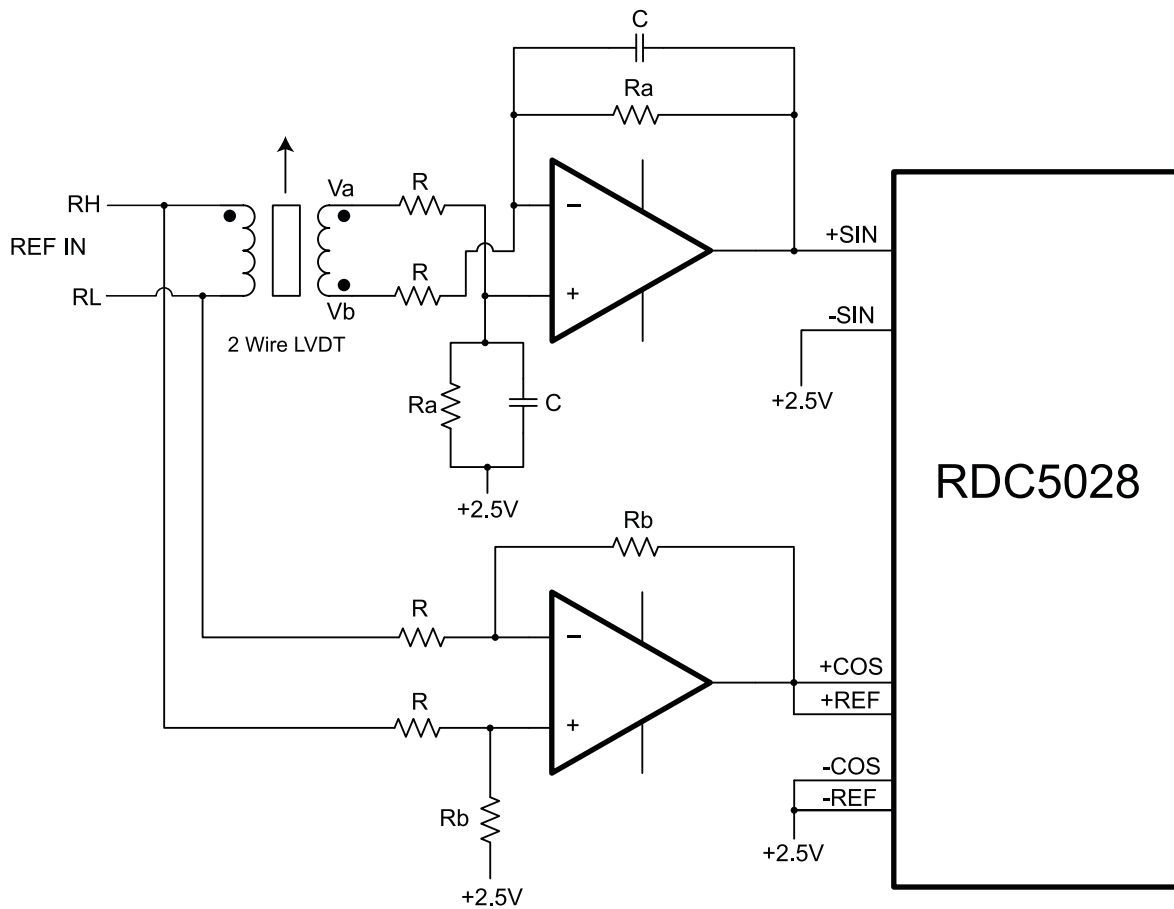 C
Ra
R
Va
RH
REF IN
RL
R
Vb
2 Wire LVDT
−
+
+SIN
-SIN
+2.5V
Ra
C
+2.5V
RDC5028
Rb
R
−
R
+
+COS
+REF
-COS
-REF
+2.5V
Rb
+2.5V